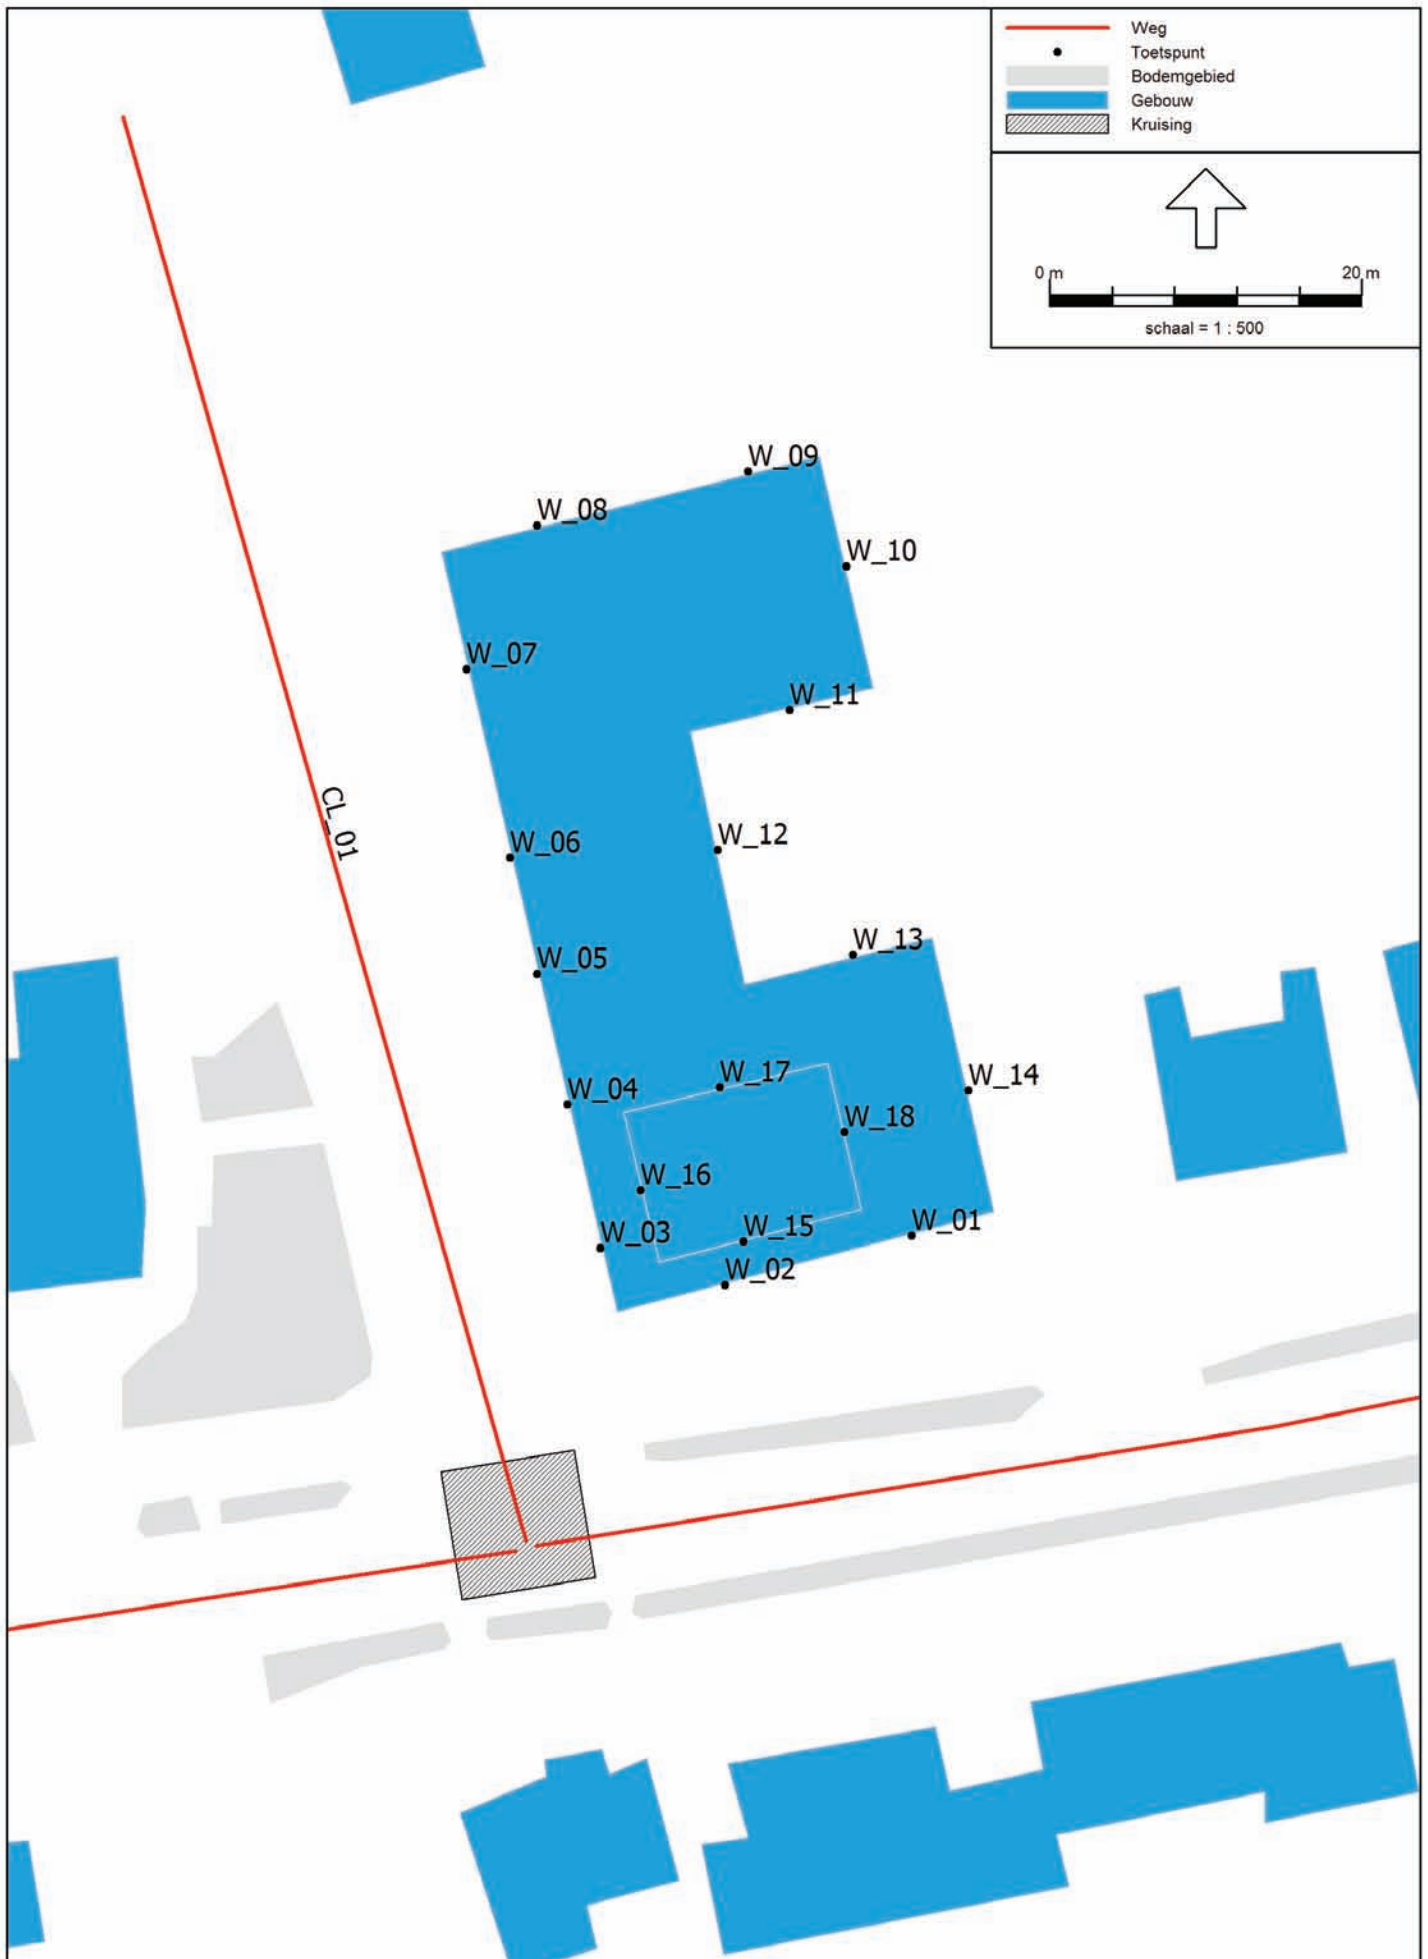 Weg
Toetspunt
Bodemgebied
Gebouw
Kruising
0 m 20 m
schaal = 1 : 500
W_09
W_08
W_10
W_07
W_11
CL_01
W_12
W_06
W_13
W_05
W_17
W_14
W_04
W_18
W_16
W_01
W_15
W_03
W_02